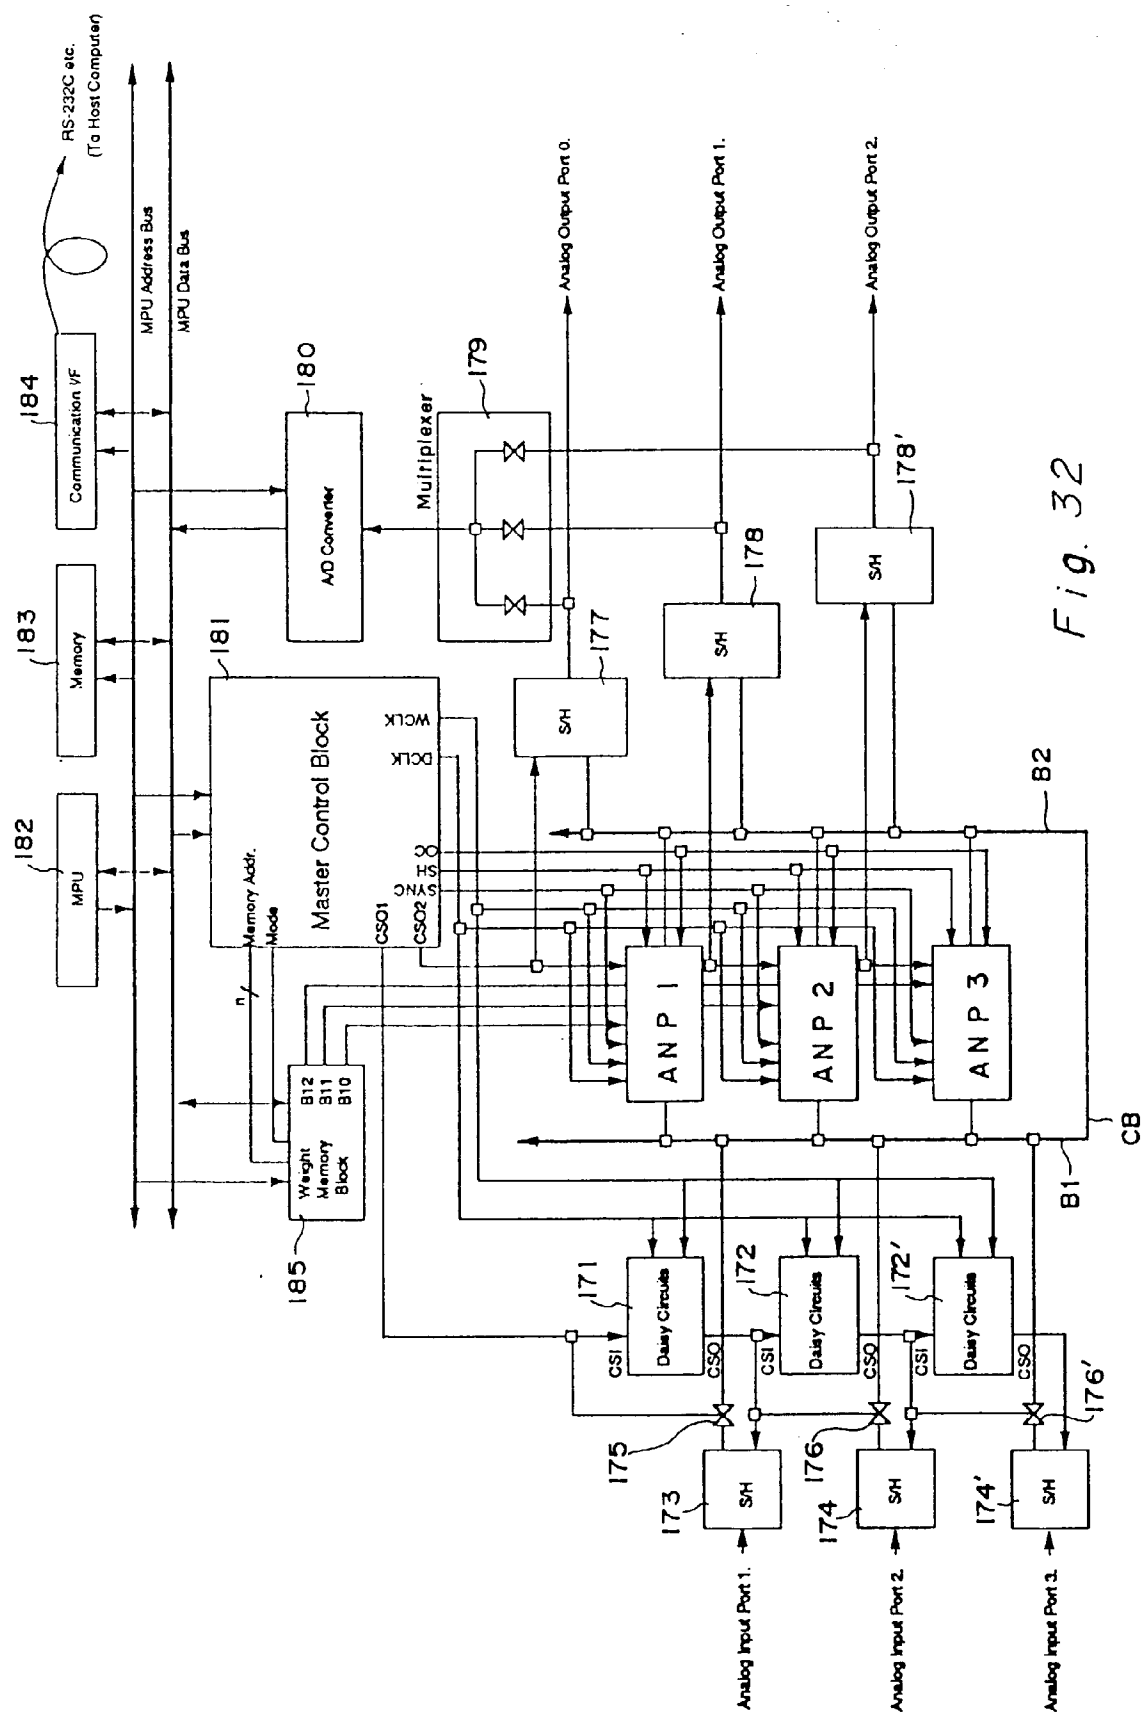 182
MPU
183
Memory
184
Communication I/F
RS-232C etc.
(To Host Computer)
MPU Address Bus
MPU Data Bus
185
Weight
Memory
Block
B12
B11
B10
n
Memory Addr.
Mode
181
Master Control Block
CSO1
CSO2
SYNC
SH
OC
DCLK
WCLK
180
A/D Converter
Multiplexer
179
177
S/H
Analog Output Port 0.
178
S/H
Analog Output Port 1.
178'
S/H
Analog Output Port 2.
171
CSI
Daisy Circuits
CSO
172
CSI
Daisy Circuits
CSO
172'
CSI
Daisy Circuits
CSO
ANP 1
ANP 2
ANP 3
175
173
S/H
Analog Input Port 1.
176
174
S/H
Analog Input Port 2.
176'
174'
S/H
Analog Input Port 3.
B1
CB
B2
Fig. 32